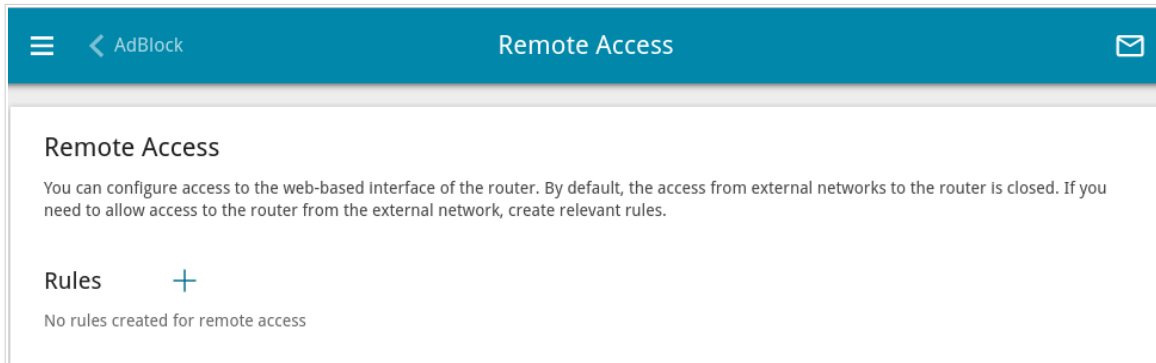 AdBlock
Remote Access
Remote Access
You can configure access to the web-based interface of the router. By default, the access from external networks to the router is closed. If you
need to allow access to the router from the external network, create relevant rules.
Rules
No rules created for remote access